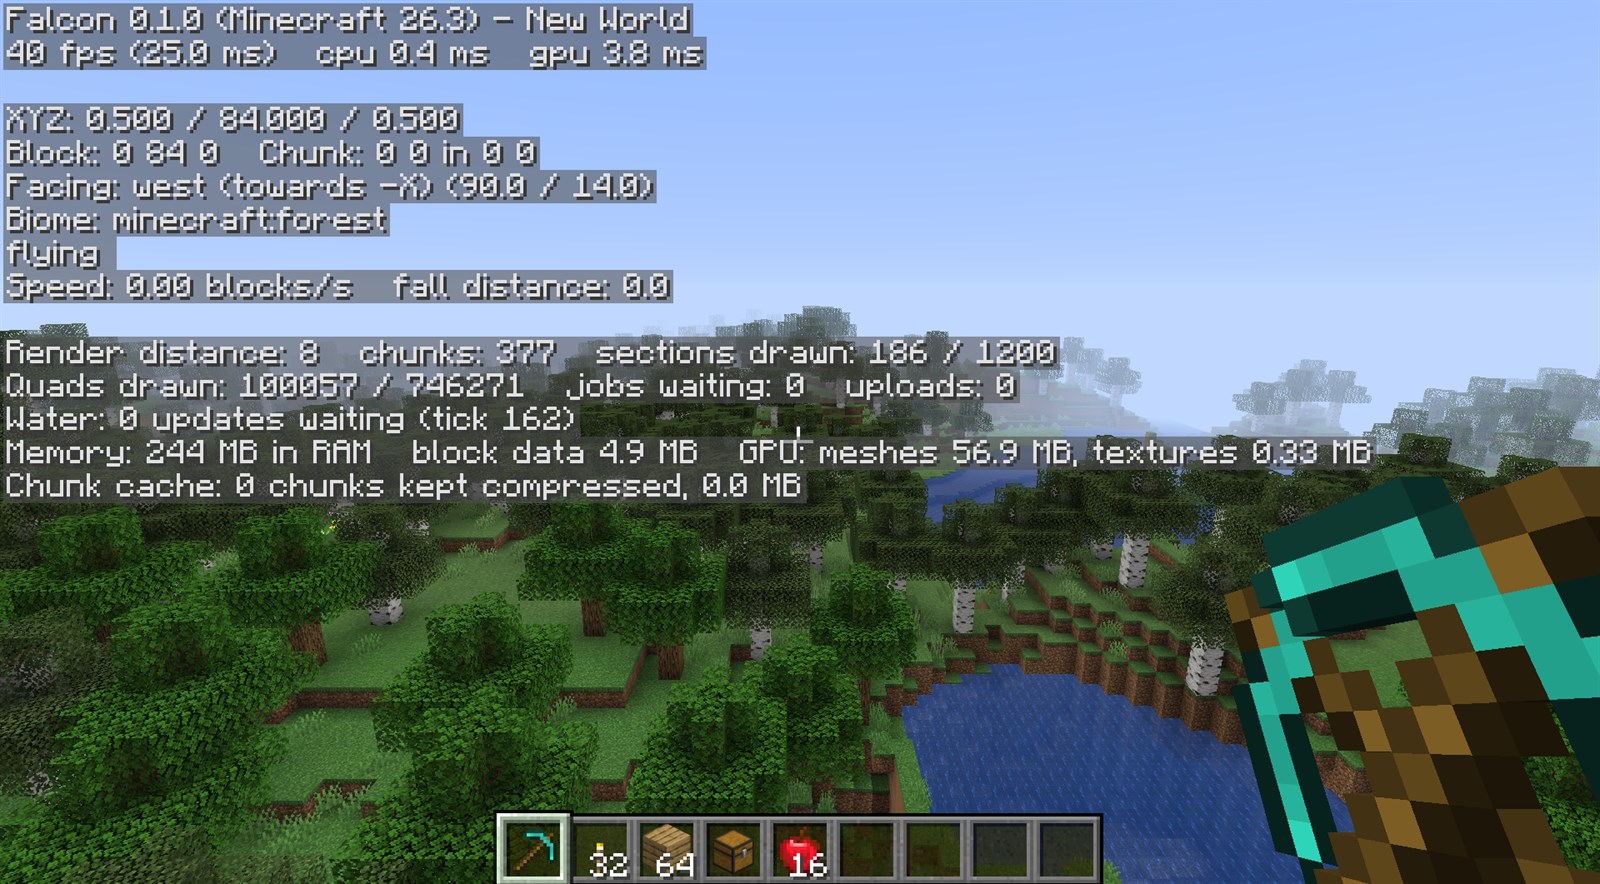 Falcon 0.1.0 (Minecraft 26.3) – New World
40 fps (25.0 ms) cpu 0.4 ms gpu 3.8 ms
XYZ: 0.500 / 84.000 / 0.500
Block: 0 84 0 Chunk: 0 0 in 0 0
Facing: west (towards -X) (90.0 / 14.0)
Biome: minecraft:forest
flying
Speed: 0.00 blocks/s fall distance: 0.0
Render distance: 8 chunks: 377 sections drawn: 186 / 1200
Quads drawn: 100057 / 746271 jobs waiting: 0 uploads: 0
Water: 0 updates waiting (tick 162)
Memory: 244 MB in RAM block data 4.9 MB GPU: meshes 56.9 MB, textures 0.33 MB
Chunk cache: 0 chunks kept compressed, 0.0 MB
32 64 16